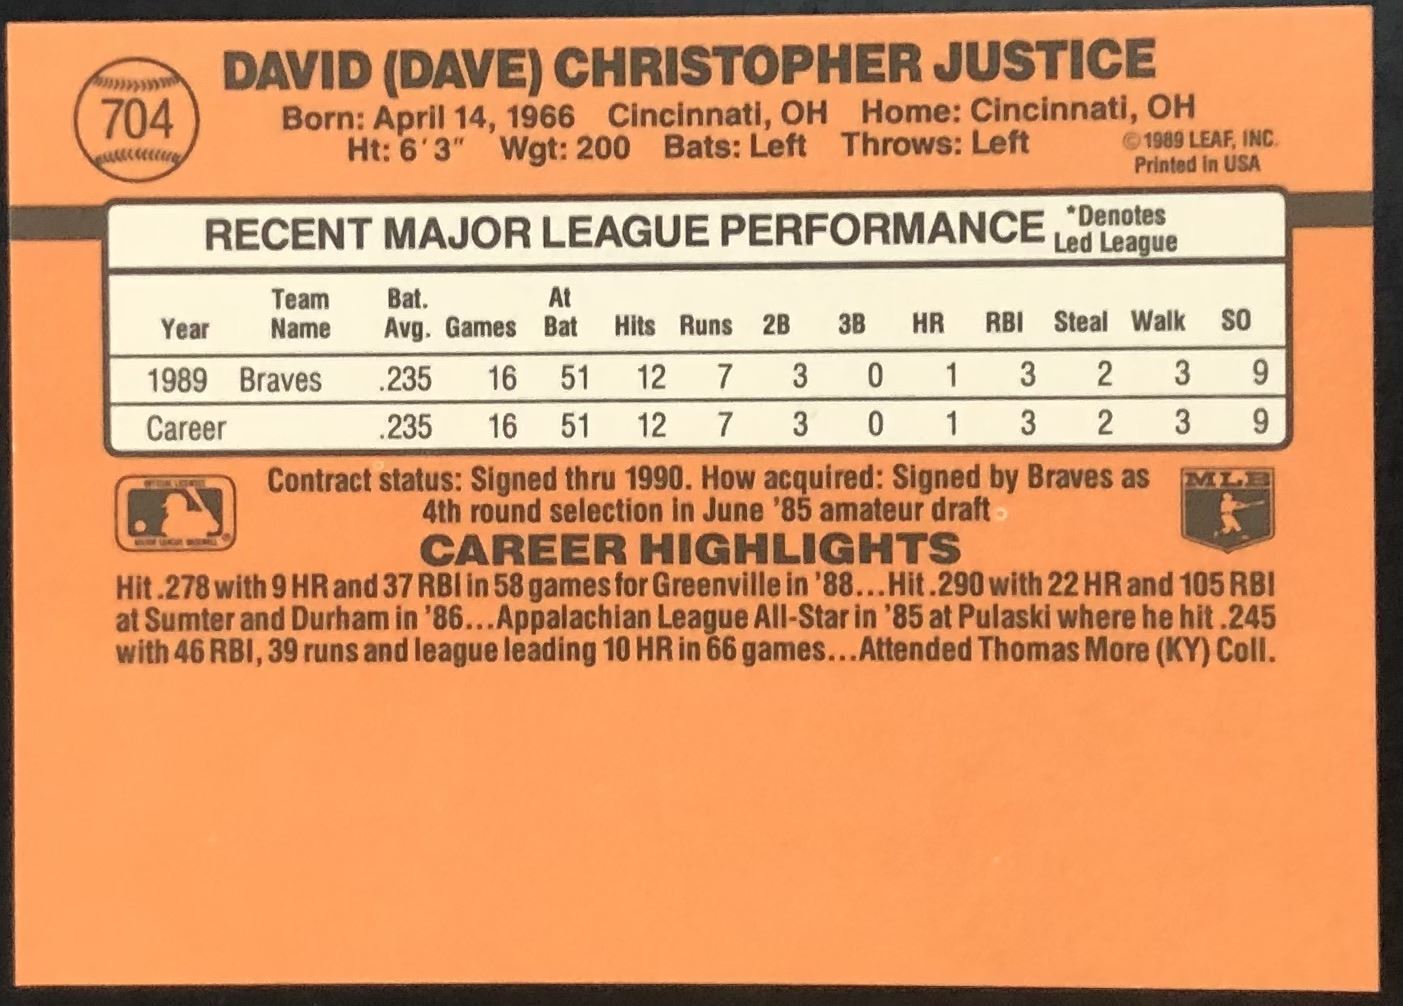 704
DAVID (DAVE) CHRISTOPHER JUSTICE
Born: April 14, 1966 Cincinnati, OH Home: Cincinnati, OH
Ht: 6'3" Wgt: 200 Bats: Left Throws: Left
©1989 LEAF, INC.
Printed in USA
RECENT MAJOR LEAGUE PERFORMANCE
*Denotes
Led League
Year Team Name Bat. Avg. Games At Bat Hits Runs 2B 3B HR RBI Steal Walk SO
1989 Braves .235 16 51 12 7 3 0 1 3 2 3 9
Career .235 16 51 12 7 3 0 1 3 2 3 9
Contract status: Signed thru 1990. How acquired: Signed by Braves as
4th round selection in June '85 amateur draft
MLB
CAREER HIGHLIGHTS
Hit .278 with 9 HR and 37 RBI in 58 games for Greenville in '88...Hit .290 with 22 HR and 105 RBI
at Sumter and Durham in '86...Appalachian League All-Star in '85 at Pulaski where he hit .245
with 46 RBI, 39 runs and league leading 10 HR in 66 games...Attended Thomas More (KY) Coll.